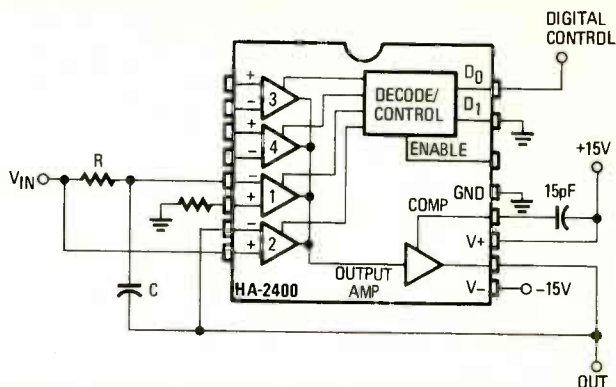 DIGITAL
CONTROL
+
3
−
+
4
−
DECODE/
CONTROL
D0
D1
ENABLE
+15V
R
VIN
−
1
+
GND
15pF
COMP
−
2
+
V+
OUTPUT
AMP
HA-2400
V−
−15V
C
OUT